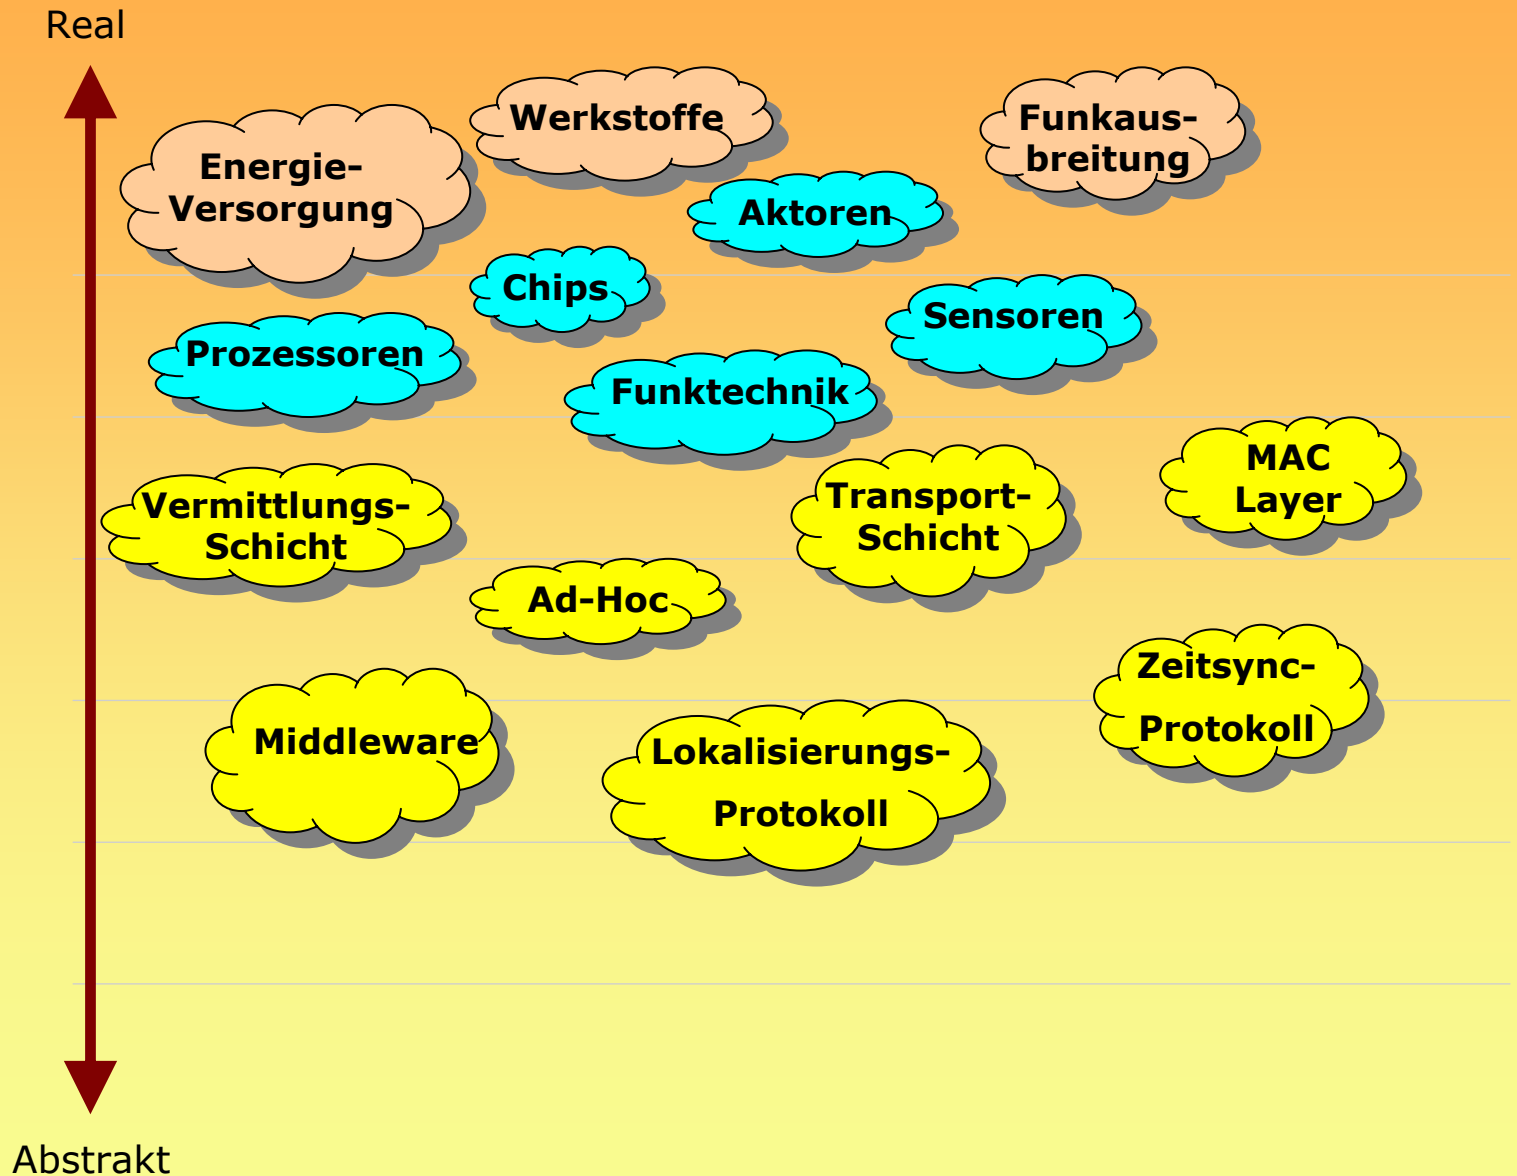 Real
Werkstoffe
Funkaus-
breitung
Energie-
Versorgung
Aktoren
Chips
Sensoren
Prozessoren
Funktechnik
MAC
Layer
Transport-
Schicht
Vermittlungs-
Schicht
Ad-Hoc
Zeitsync-
Protokoll
Middleware
Lokalisierungs-
Protokoll
Abstrakt